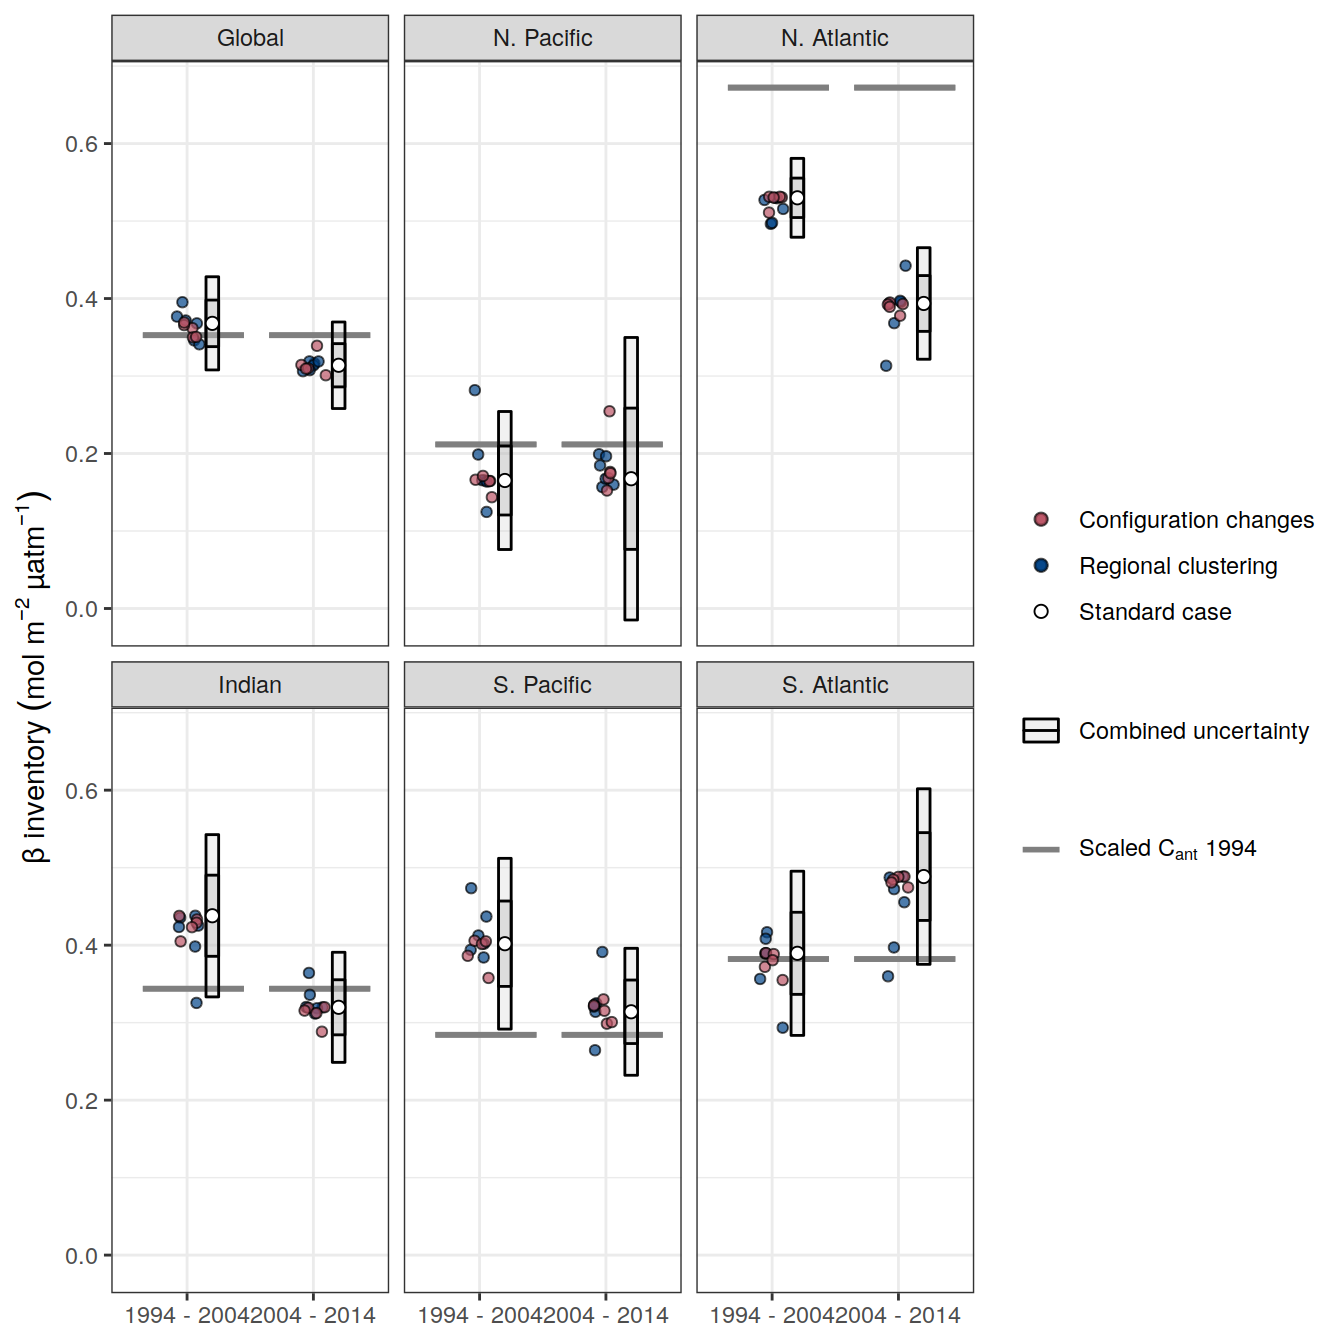 Global
N. Pacific
N. Atlantic
0.6
0.4
0.2
0.0
Indian
S. Pacific
S. Atlantic
0.6
0.4
0.2
0.0
1994 - 2004
2004 - 2014
1994 - 2004
2004 - 2014
1994 - 2004
2004 - 2014
β inventory (mol m⁻² μatm⁻¹)
Configuration changes
Regional clustering
Standard case
Combined uncertainty
Scaled Cant 1994